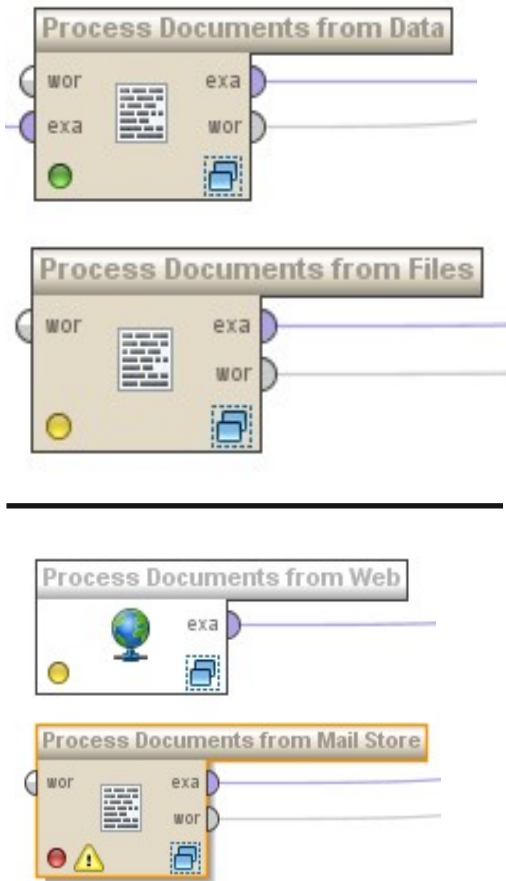 Process Documents from Data
wor exa
exa wor
Process Documents from Files
wor exa
wor
Process Documents from Web
exa
Process Documents from Mail Store
wor exa
wor